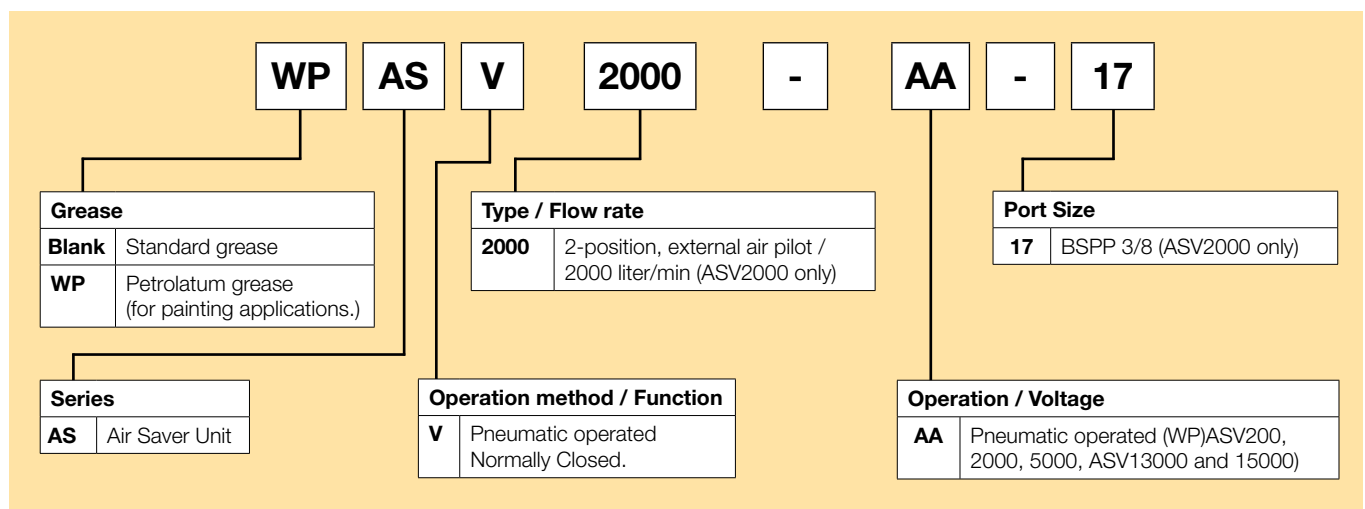 WP AS V 2000 - AA - 17
Grease
Blank Standard grease
WP Petrolatum grease
(for painting applications.)
Type / Flow rate
2000 2-position, external air pilot /
2000 liter/min (ASV2000 only)
Port Size
17 BSPP 3/8 (ASV2000 only)
Series
AS Air Saver Unit
Operation method / Function
V Pneumatic operated
Normally Closed.
Operation / Voltage
AA Pneumatic operated (WP)ASV200,
2000, 5000, ASV13000 and 15000)